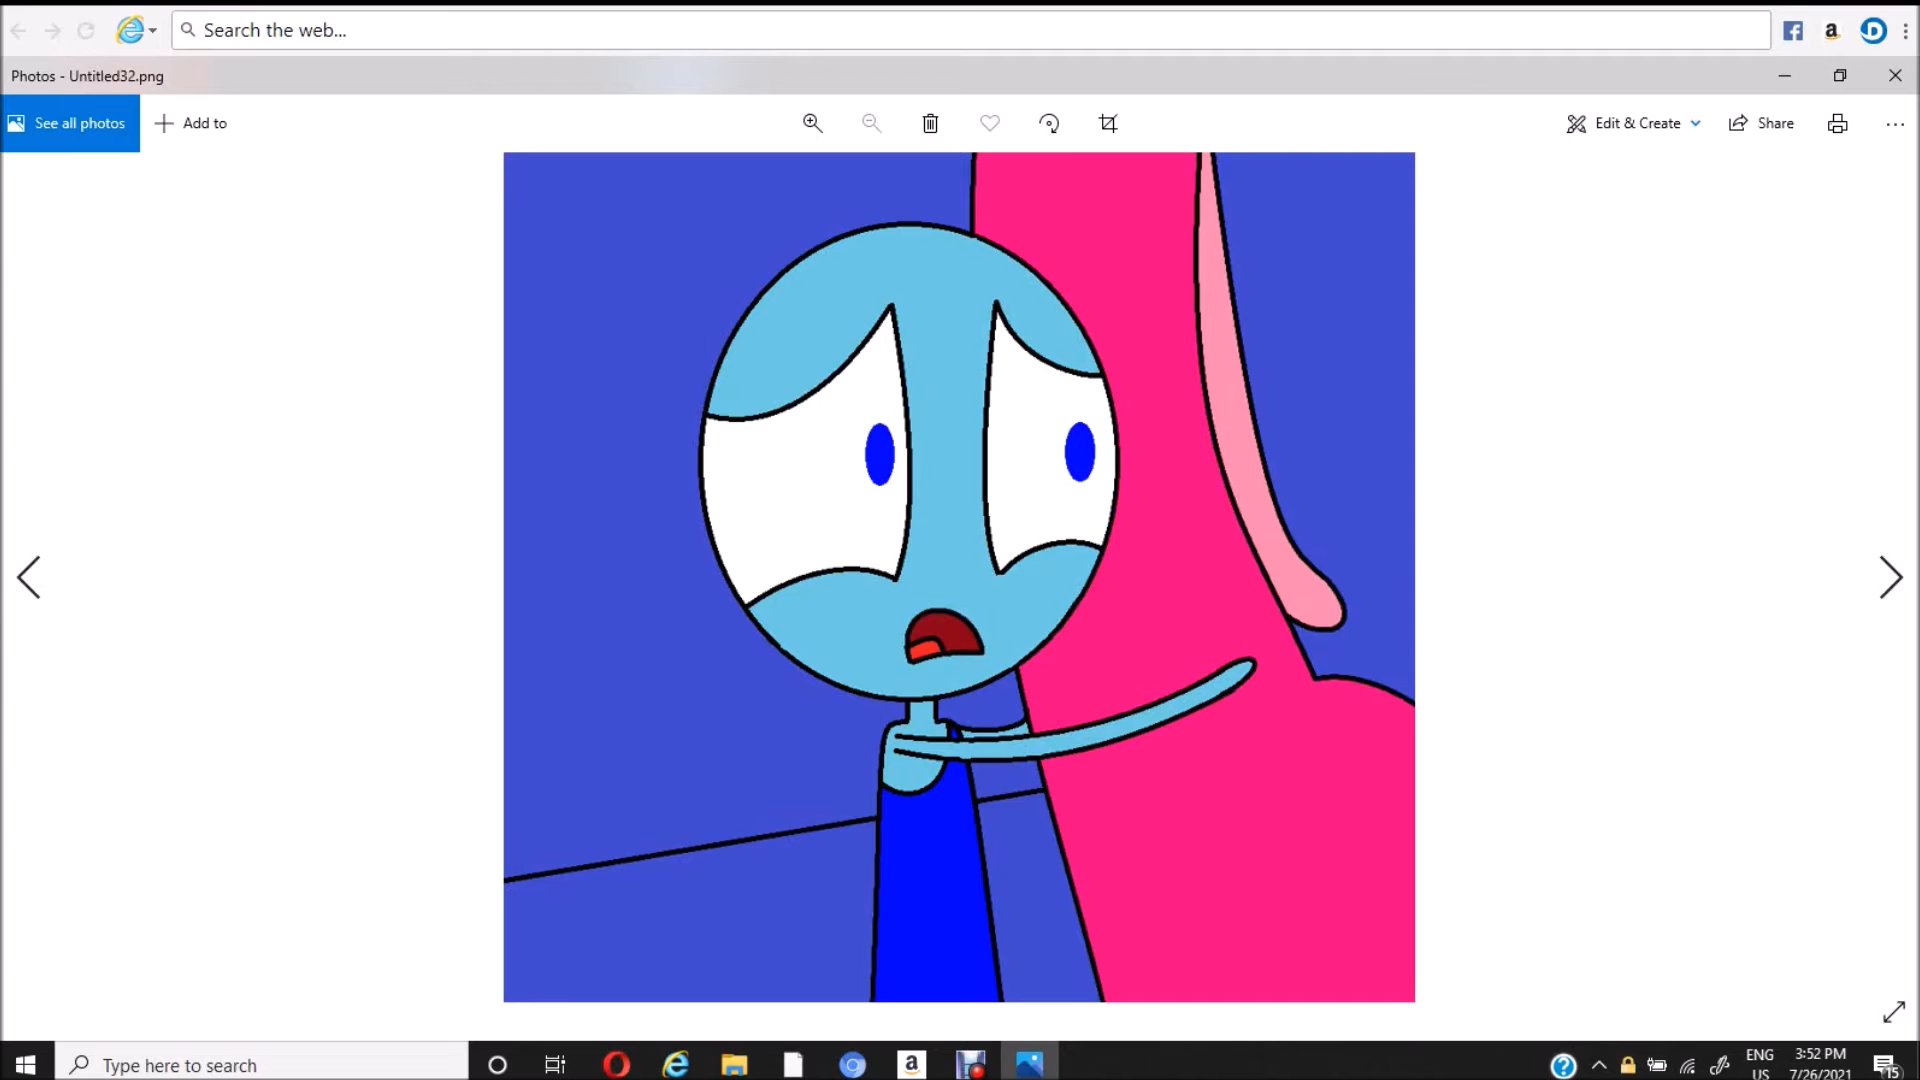 Search the web...
Photos - Untitled32.png
See all photos
Add to
Edit & Create
Share
Type here to search
a
ENG
US
3:52 PM
7/26/2021
15